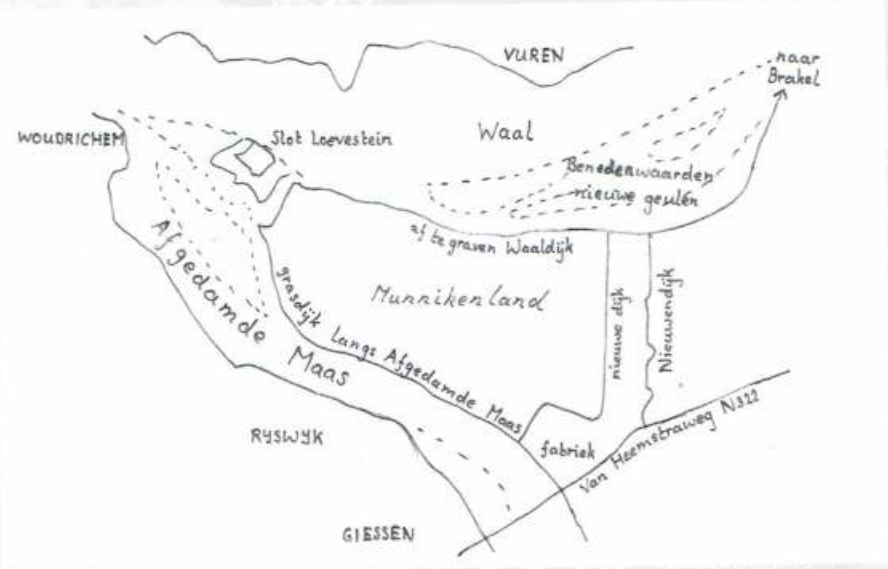 VUREN
naar
Brakel
WOUDRICHEM
Slot Loevestein
Waal
Benedenwaarden
nieuwe geulen
af te graven Waaldijk
Afgedamde Maas
grasdijk Langs Afgedamde Maas
Munnikenland
nieuwe dijk
Nieuwendijk
RYSWYK
fabriek
Van Heemstraweg N322
GIESSEN